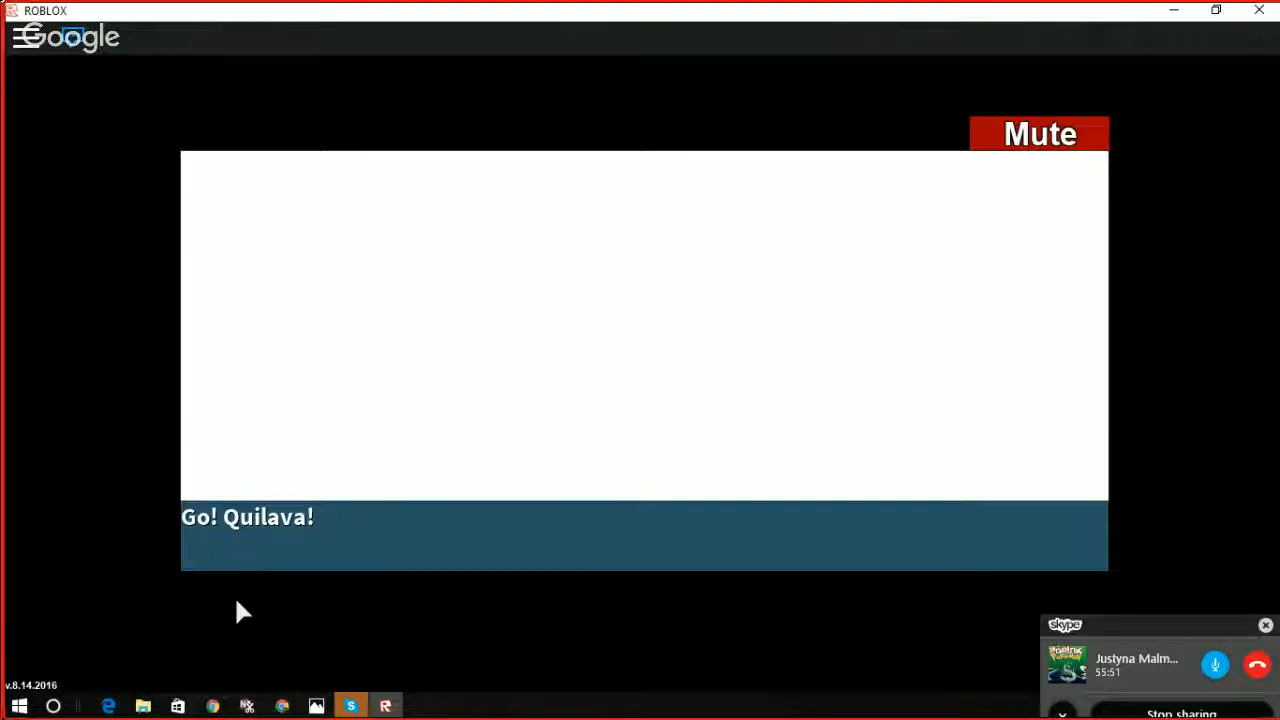 ROBLOX
Google
Mute
Go! Quilava!
skype
Justyna Malm...
55:51
Stop sharing
v.8.14.2016